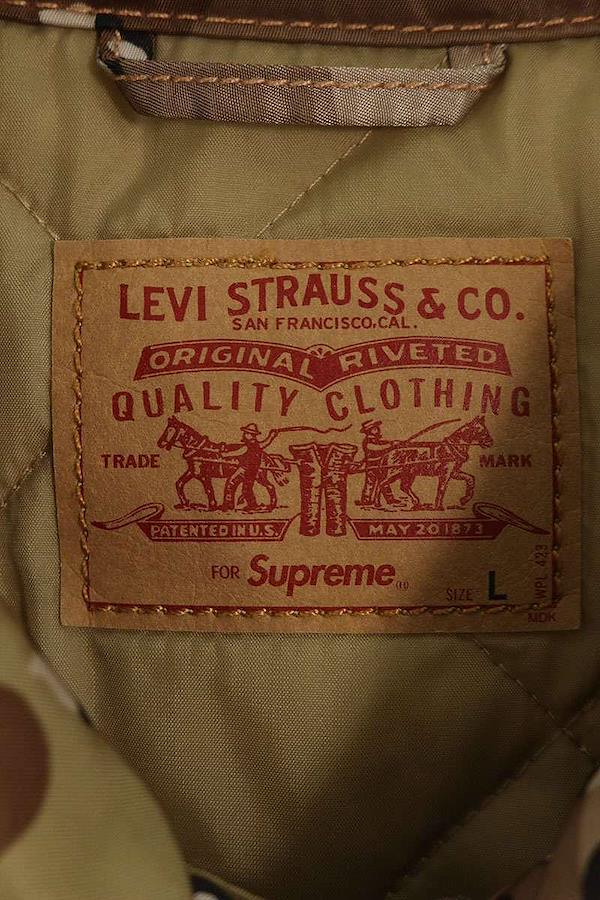 LEVI STRAUSS & CO.
SAN FRANCISCO, CAL.
ORIGINAL RIVETED
QUALITY CLOTHING
TRADE MARK
PATENTED IN U.S. MAY 20 1873
FOR Supreme
SIZE L
WPL 423
MDK